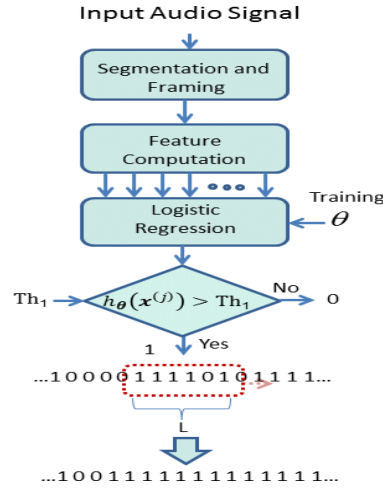 Input Audio Signal
Segmentation and
Framing
Feature
Computation
Logistic
Regression
Training
θ
Th₁
h_θ(x^(j)) > Th₁
No
0
1
Yes
...1 0 0 0 0 1 1 1 1 0 1 0 1 1 1 1...
L
...1 0 0 1 1 1 1 1 1 1 1 1 1 1 1 1...